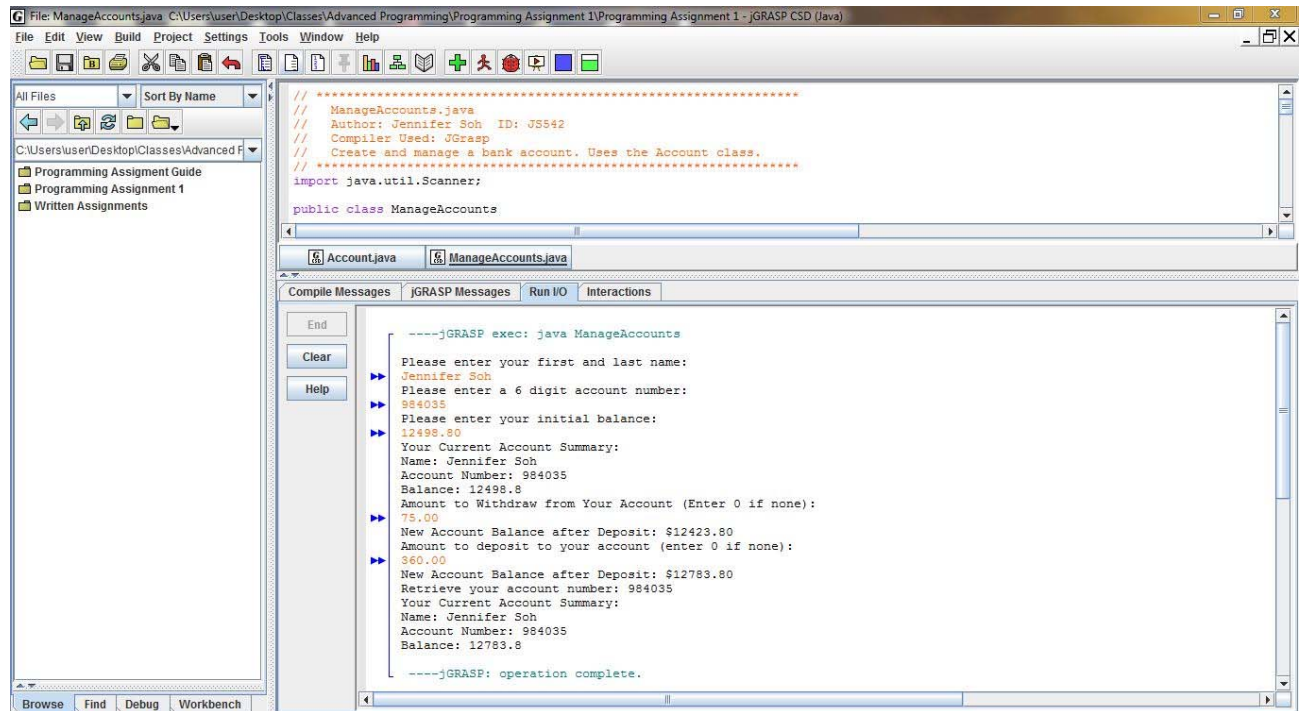 File: ManageAccounts.java C:\Users\user\Desktop\Classes\Advanced Programming\Programming Assignment 1\Programming Assignment 1 - jGRASP CSD (Java)
File Edit View Build Project Settings Tools Window Help
All Files Sort By Name
C:\Users\user\Desktop\Classes\Advanced F
Programming Assigment Guide
Programming Assignment 1
Written Assignments
Browse Find Debug Workbench
// ****************************************************************
// ManageAccounts.java
// Author: Jennifer Soh ID: JS542
// Compiler Used: JGrasp
// Create and manage a bank account. Uses the Account class.
// ****************************************************************
import java.util.Scanner;
public class ManageAccounts
Account.java ManageAccounts.java
Compile Messages jGRASP Messages Run I/O Interactions
End
Clear
Help
----jGRASP exec: java ManageAccounts
Please enter your first and last name:
Jennifer Soh
Please enter a 6 digit account number:
984035
Please enter your initial balance:
12498.80
Your Current Account Summary:
Name: Jennifer Soh
Account Number: 984035
Balance: 12498.8
Amount to Withdraw from Your Account (Enter 0 if none):
75.00
New Account Balance after Deposit: $12423.80
Amount to deposit to your account (enter 0 if none):
360.00
New Account Balance after Deposit: $12783.80
Retrieve your account number: 984035
Your Current Account Summary:
Name: Jennifer Soh
Account Number: 984035
Balance: 12783.8
----jGRASP: operation complete.